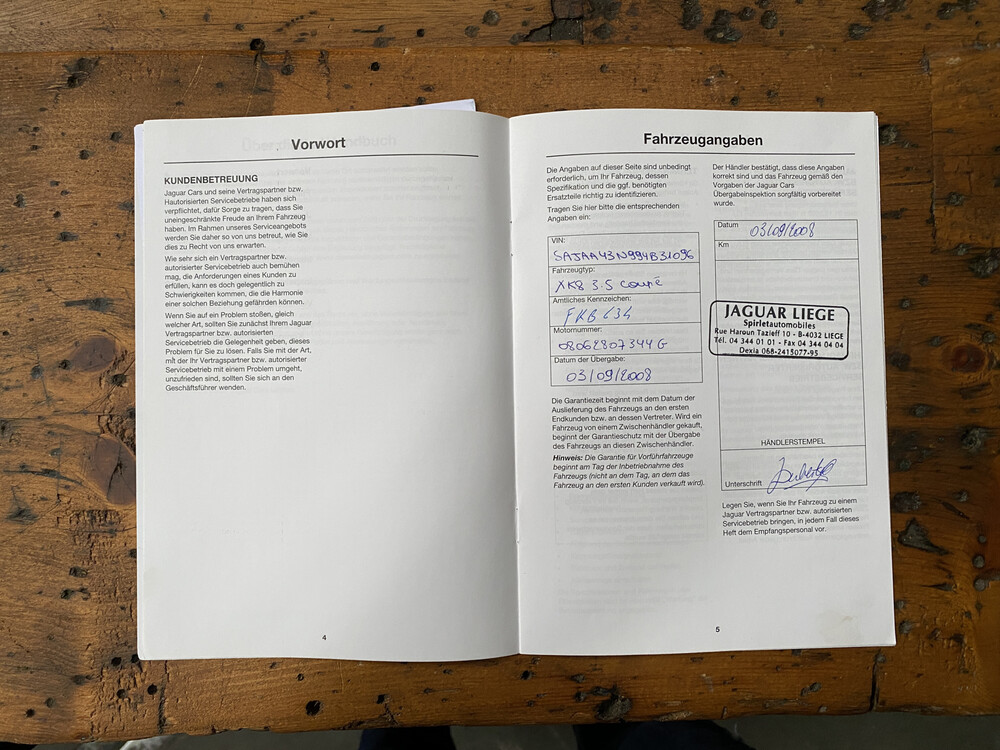 Vorwort
KUNDENBETREUUNG
Jaguar Cars und seine Vertragspartner bzw.
Hautorisierten Servicebetriebe haben sich
verpflichtet, dafür Sorge zu tragen, dass Sie
uneingeschränkte Freude an Ihrem Fahrzeug
haben. Im Rahmen unseres Serviceangebots
werden Sie daher so von uns betreut, wie Sie
dies zu Recht von uns erwarten.
Wie sehr sich ein Vertragspartner bzw.
autorisierter Servicebetrieb auch bemühen
mag, die Anforderungen eines Kunden zu
erfüllen, kann es doch gelegentlich zu
Schwierigkeiten kommen, die die Harmonie
einer solchen Beziehung gefährden können.
Wenn Sie auf ein Problem stoßen, gleich
welcher Art, sollten Sie zunächst Ihrem Jaguar
Vertragspartner bzw. autorisierten
Servicebetrieb die Gelegenheit geben, dieses
Problem für Sie zu lösen. Falls Sie mit der Art,
mit der Ihr Vertragspartner bzw. autorisierter
Servicebetrieb mit einem Problem umgeht,
unzufrieden sind, sollten Sie sich an den
Geschäftsführer wenden.
4
Fahrzeugangaben
Die Angaben auf dieser Seite sind unbedingt
erforderlich, um Ihr Fahrzeug, dessen
Spezifikation und die ggf. benötigten
Ersatzteile richtig zu identifizieren.
Tragen Sie hier bitte die entsprechenden
Angaben ein:
VIN:
SAJAA43N994B31096
Fahrzeugtyp:
XK8 3.5 coupé
Amtliches Kennzeichen:
FKB 634
Motornummer:
08062807344G
Datum der Übergabe:
03/09/2008
Die Garantiezeit beginnt mit dem Datum der
Auslieferung des Fahrzeugs an den ersten
Endkunden bzw. an dessen Vertreter. Wird ein
Fahrzeug von einem Zwischenhändler gekauft,
beginnt der Garantieschutz mit der Übergabe
des Fahrzeugs an diesen Zwischenhändler.
Hinweis: Die Garantie für Vorführfahrzeuge
beginnt am Tag der Inbetriebnahme des
Fahrzeugs (nicht an dem Tag, an dem das
Fahrzeug an den ersten Kunden verkauft wird).
Der Händler bestätigt, dass diese Angaben
korrekt sind und das Fahrzeug gemäß den
Vorgaben der Jaguar Cars
Übergabeinspektion sorgfältig vorbereitet
wurde.
Datum 03/09/2008
Km
JAGUAR LIEGE
Spirletautomobiles
Rue Haroun Tazieff 10 - B-4032 LIEGE
Tél. 04 344 01 01 - Fax 04 344 04 04
Dexia 068-2415077-95
HÄNDLERSTEMPEL
Unterschrift
Legen Sie, wenn Sie Ihr Fahrzeug zu einem
Jaguar Vertragspartner bzw. autorisierten
Servicebetrieb bringen, in jedem Fall dieses
Heft dem Empfangspersonal vor.
5